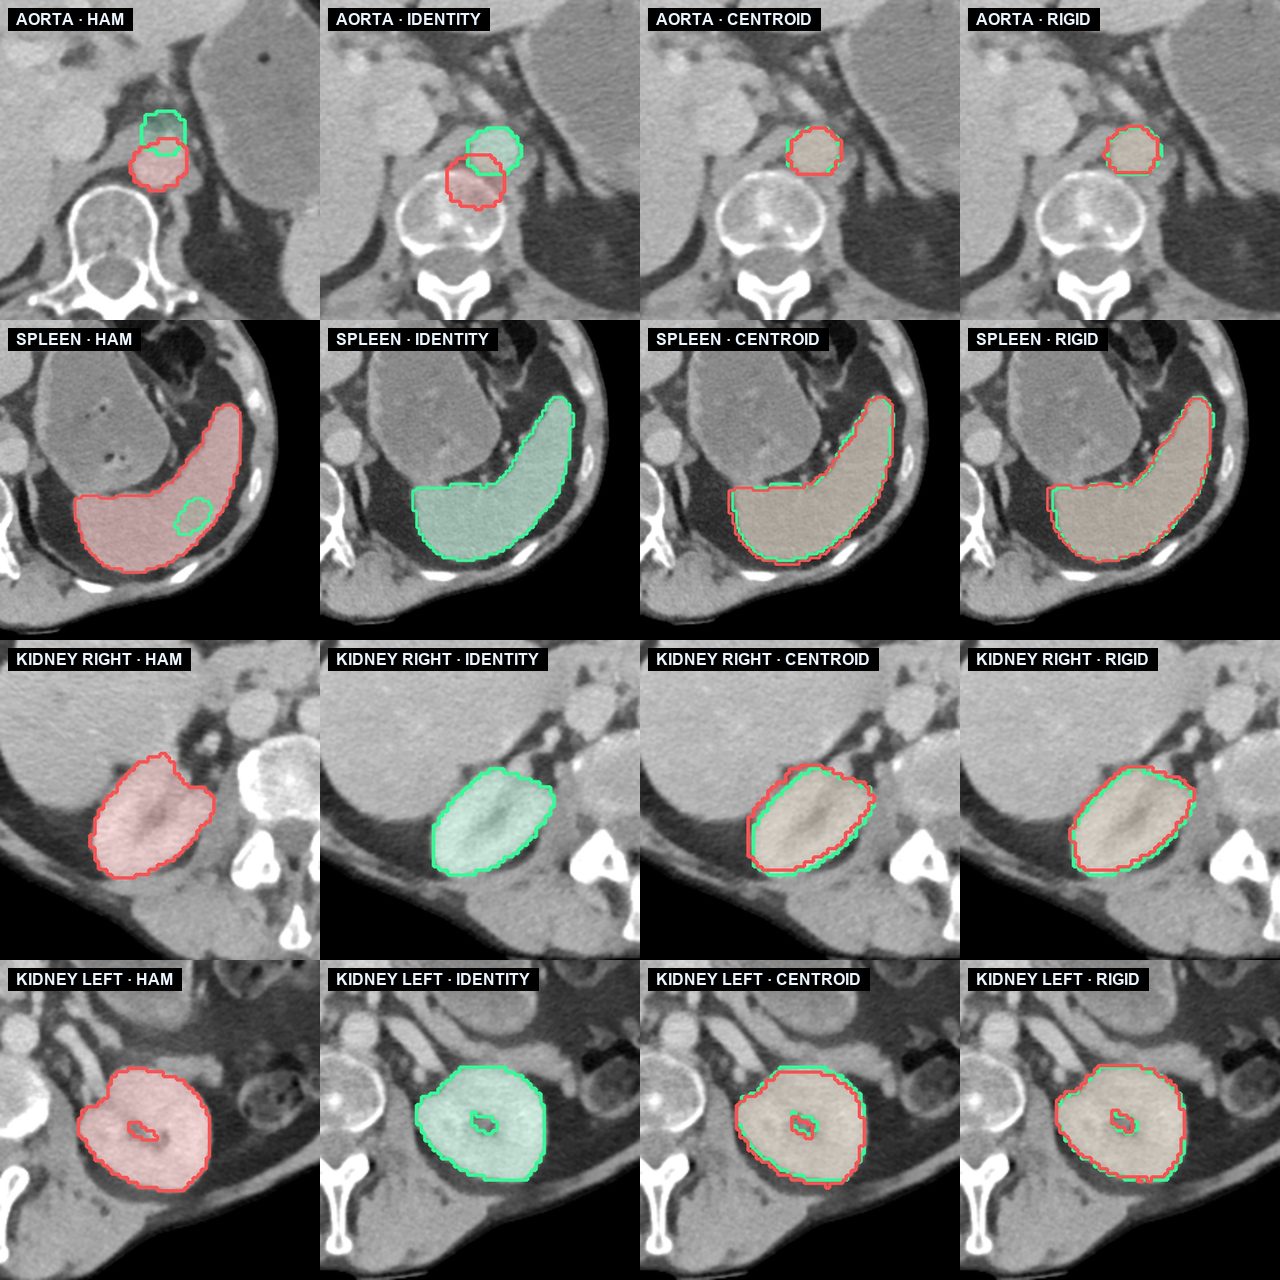 AORTA · HAM
AORTA · IDENTITY
AORTA · CENTROID
AORTA · RIGID
SPLEEN · HAM
SPLEEN · IDENTITY
SPLEEN · CENTROID
SPLEEN · RIGID
KIDNEY RIGHT · HAM
KIDNEY RIGHT · IDENTITY
KIDNEY RIGHT · CENTROID
KIDNEY RIGHT · RIGID
KIDNEY LEFT · HAM
KIDNEY LEFT · IDENTITY
KIDNEY LEFT · CENTROID
KIDNEY LEFT · RIGID